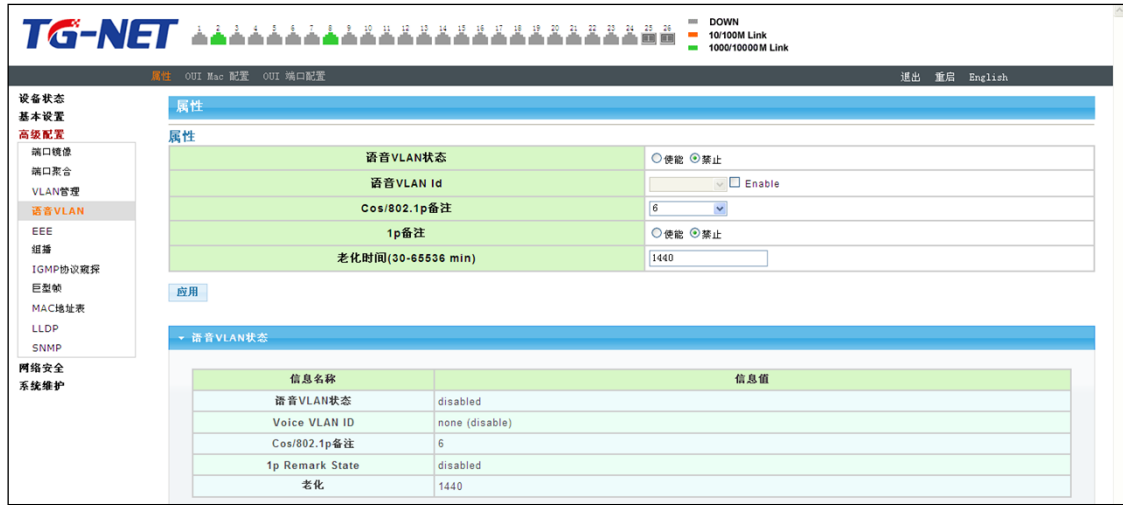 TG-NET
1 2 3 4 5 6 7 8 9 10 11 12 13 14 15 16 17 18 19 20 21 22 23 24 25 26
DOWN
10/100M Link
1000/10000M Link
属性 OUI Mac 配置 OUI 端口配置 退出 重启 English
设备状态
基本设置
高级配置
端口镜像
端口聚合
VLAN管理
语音VLAN
EEE
组播
IGMP协议窥探
巨型帧
MAC地址表
LLDP
SNMP
网络安全
系统维护
属性
属性
语音VLAN状态 使能 禁止
语音VLAN Id Enable
Cos/802.1p备注 6
1p备注 使能 禁止
老化时间(30-65536 min) 1440
应用
语音VLAN状态
信息名称 信息值
语音VLAN状态 disabled
Voice VLAN ID none (disable)
Cos/802.1p备注 6
1p Remark State disabled
老化 1440